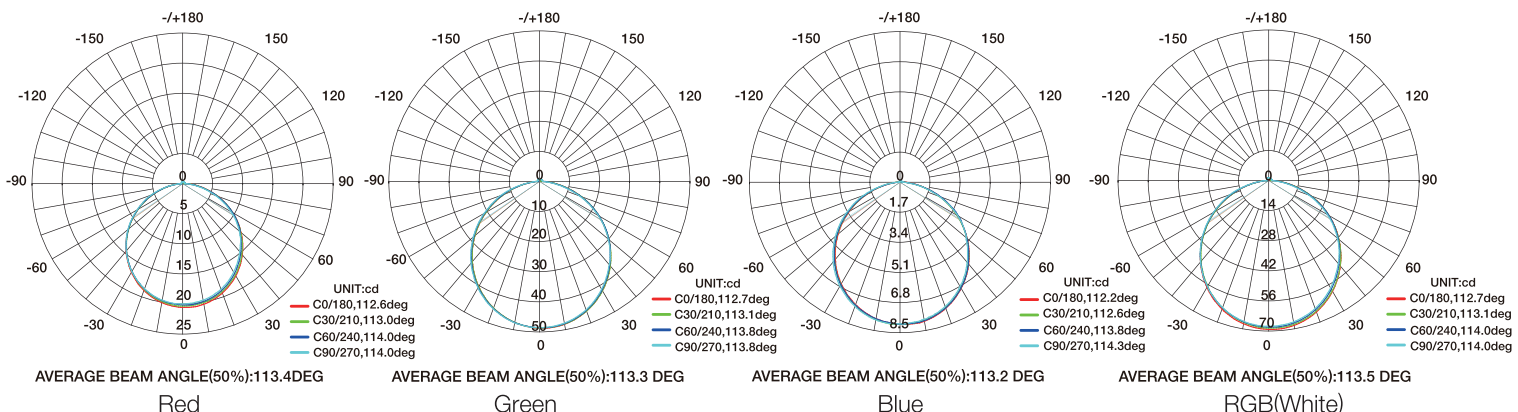 -/+180
-150
150
-120
120
-90
90
-60
60
-30
30
0
0
5
10
15
20
25
UNIT:cd
C0/180,112.6deg
C30/210,113.0deg
C60/240,114.0deg
C90/270,114.0deg
AVERAGE BEAM ANGLE(50%):113.4DEG
Red
-/+180
-150
150
-120
120
-90
90
-60
60
-30
30
0
0
10
20
30
40
50
UNIT:cd
C0/180,112.7deg
C30/210,113.1deg
C60/240,113.8deg
C90/270,113.8deg
AVERAGE BEAM ANGLE(50%):113.3 DEG
Green
-/+180
-150
150
-120
120
-90
90
-60
60
-30
30
0
0
1.7
3.4
5.1
6.8
8.5
UNIT:cd
C0/180,112.2deg
C30/210,112.6deg
C60/240,113.8deg
C90/270,114.3deg
AVERAGE BEAM ANGLE(50%):113.2 DEG
Blue
-/+180
-150
150
-120
120
-90
90
-60
60
-30
30
0
0
14
28
42
56
70
UNIT:cd
C0/180,112.7deg
C30/210,113.1deg
C60/240,114.0deg
C90/270,114.0deg
AVERAGE BEAM ANGLE(50%):113.5 DEG
RGB(White)